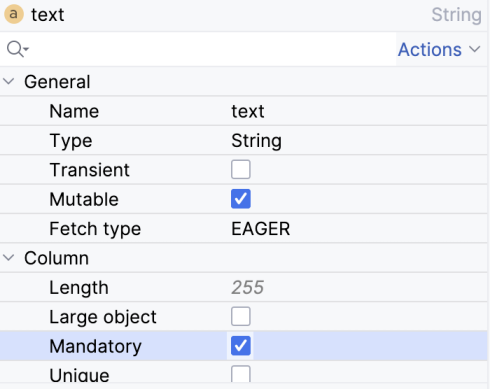 a text String
Actions
General
Name text
Type String
Transient
Mutable
Fetch type EAGER
Column
Length 255
Large object
Mandatory
Unique